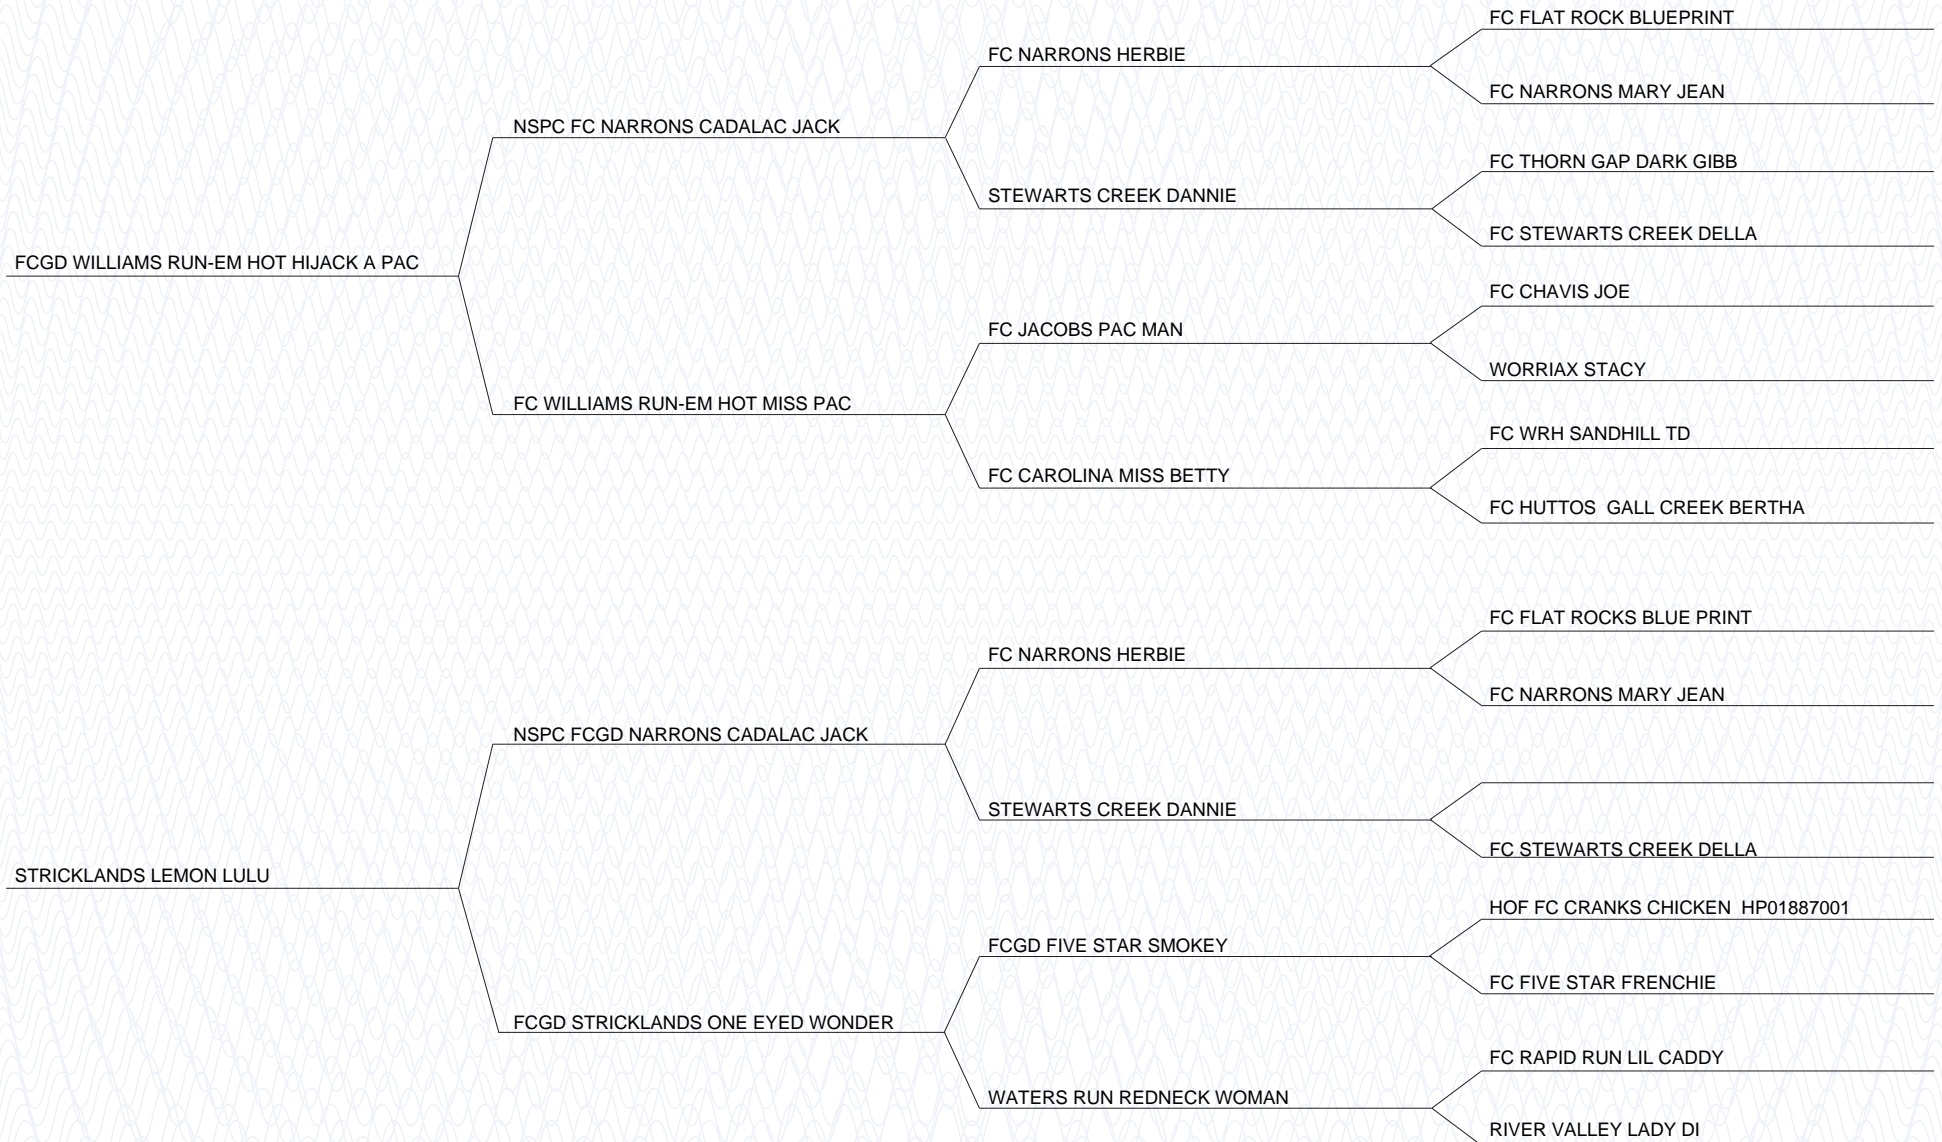 FC FLAT ROCK BLUEPRINT
FC NARRONS HERBIE
FC NARRONS MARY JEAN
NSPC FC NARRONS CADALAC JACK
FC THORN GAP DARK GIBB
STEWARTS CREEK DANNIE
FC STEWARTS CREEK DELLA
FCGD WILLIAMS RUN-EM HOT HIJACK A PAC
FC CHAVIS JOE
FC JACOBS PAC MAN
WORRIAX STACY
FC WILLIAMS RUN-EM HOT MISS PAC
FC WRH SANDHILL TD
FC CAROLINA MISS BETTY
FC HUTTOS  GALL CREEK BERTHA
FC FLAT ROCKS BLUE PRINT
FC NARRONS HERBIE
FC NARRONS MARY JEAN
NSPC FCGD NARRONS CADALAC JACK
STEWARTS CREEK DANNIE
FC STEWARTS CREEK DELLA
STRICKLANDS LEMON LULU
HOF FC CRANKS CHICKEN  HP01887001
FCGD FIVE STAR SMOKEY
FC FIVE STAR FRENCHIE
FCGD STRICKLANDS ONE EYED WONDER
FC RAPID RUN LIL CADDY
WATERS RUN REDNECK WOMAN
RIVER VALLEY LADY DI